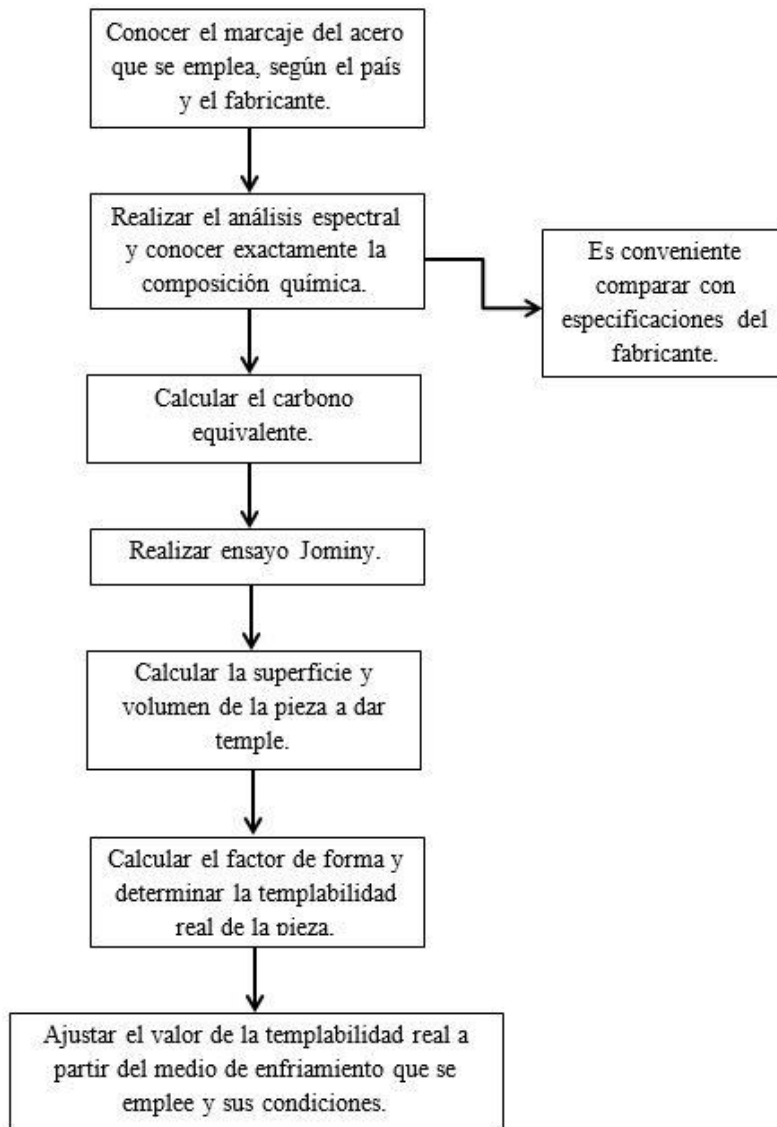 Conocer el marcaje del acero
que se emplea, según el país
y el fabricante.
Realizar el análisis espectral
y conocer exactamente la
composición química.
Es conveniente
comparar con
especificaciones del
fabricante.
Calcular el carbono
equivalente.
Realizar ensayo Jominy.
Calcular la superficie y
volumen de la pieza a dar
temple.
Calcular el factor de forma y
determinar la templabilidad
real de la pieza.
Ajustar el valor de la templabilidad real a
partir del medio de enfriamiento que se
emplee y sus condiciones.